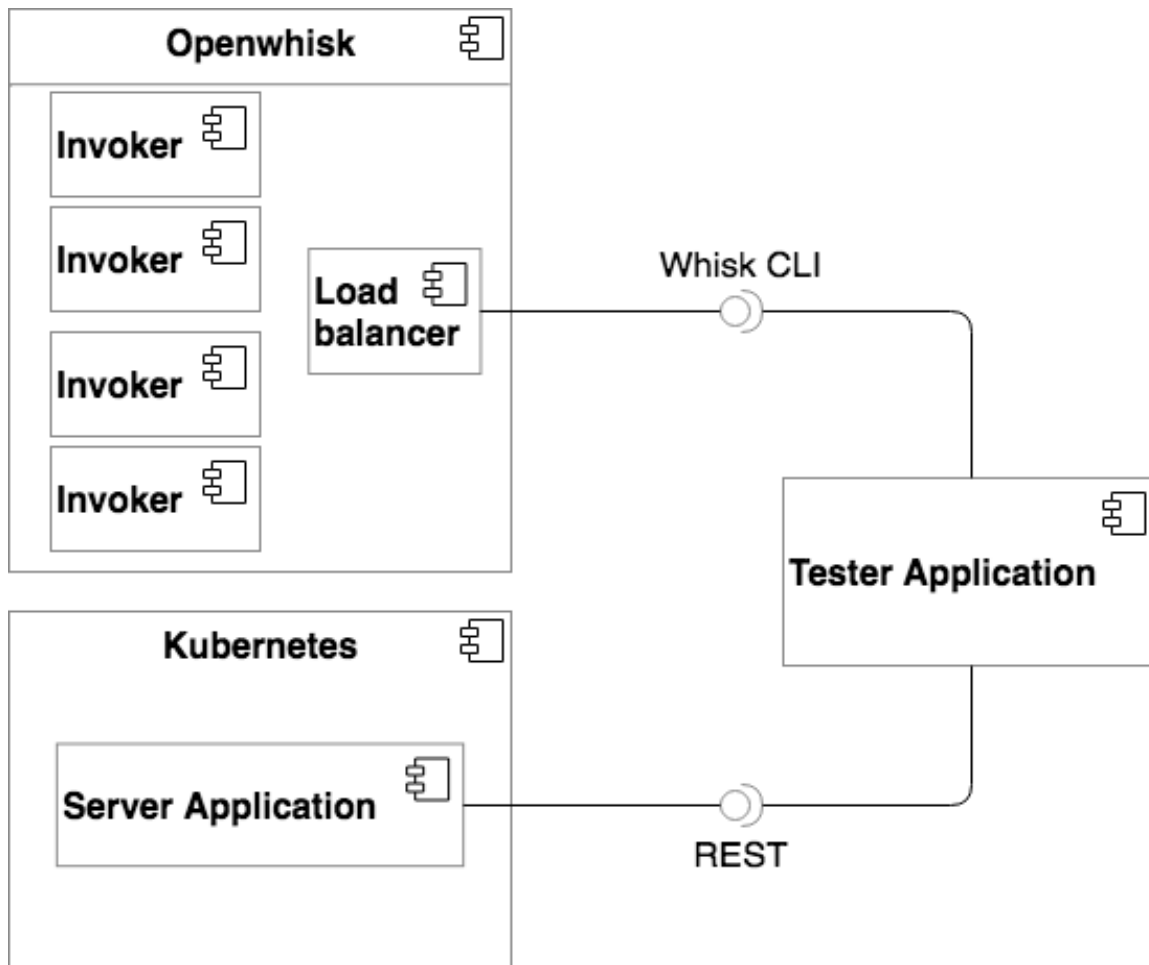 Openwhisk
Invoker
Invoker
Invoker
Invoker
Load
balancer
Whisk CLI
Tester Application
Kubernetes
Server Application
REST